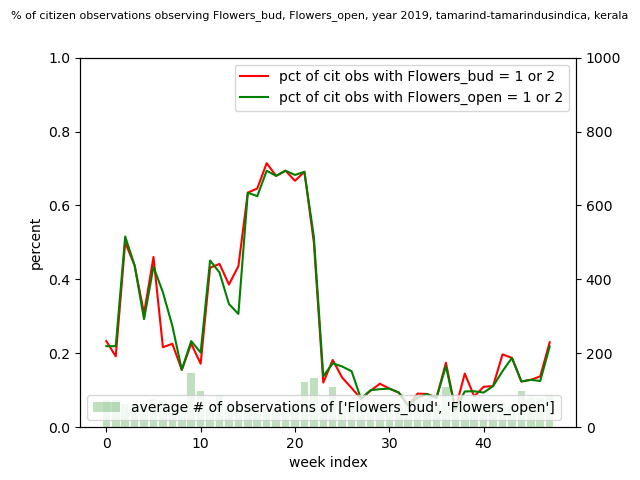 % of citizen observations observing Flowers_bud, Flowers_open, year 2019, tamarind-tamarindusindica, kerala
pct of cit obs with Flowers_bud = 1 or 2
pct of cit obs with Flowers_open = 1 or 2
1.0
0.8
0.6
0.4
0.2
0.0
percent
1000
800
600
400
200
0
average # of observations of ['Flowers_bud', 'Flowers_open']
0 10 20 30 40
week index